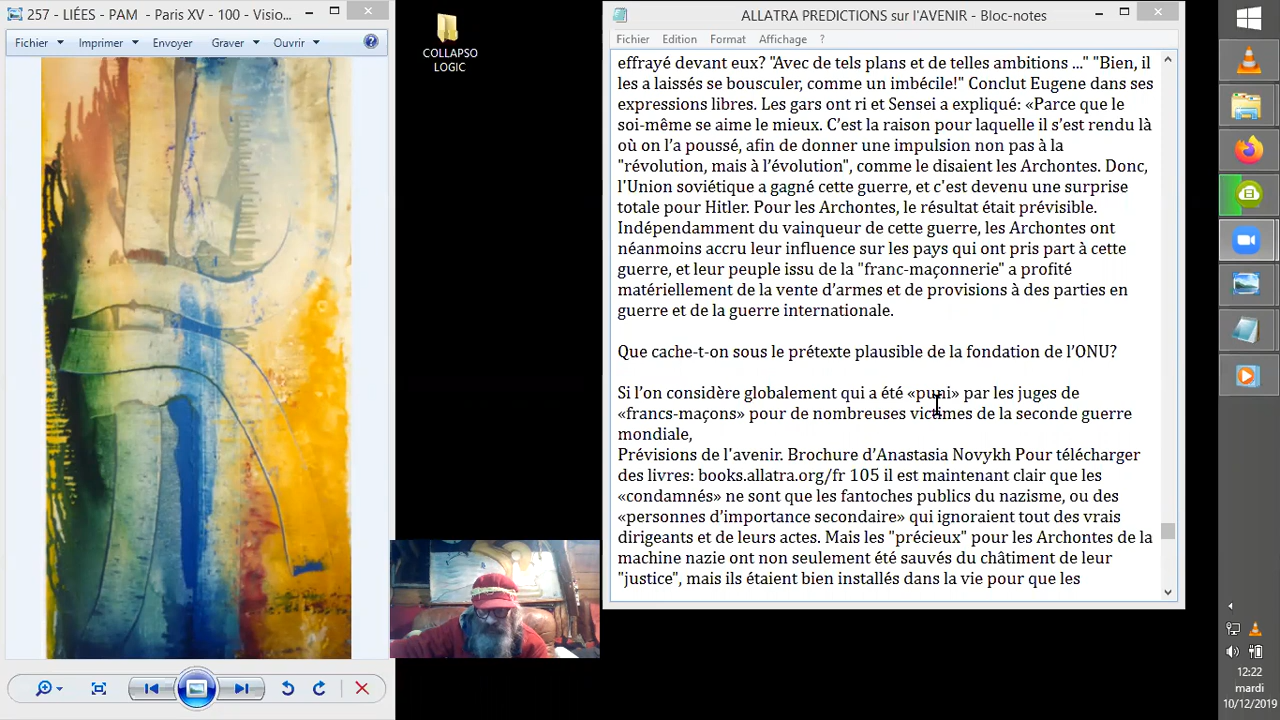 257 - LIÉES - PAM - Paris XV - 100 - Visio...
Fichier Imprimer Envoyer Graver Ouvrir
COLLAPSO
LOGIC
ALLATRA PREDICTIONS sur l'AVENIR - Bloc-notes
Fichier Edition Format Affichage ?
effrayé devant eux? "Avec de tels plans et de telles ambitions ..." "Bien, il
les a laissés se bousculer, comme un imbécile!" Conclut Eugene dans ses
expressions libres. Les gars ont ri et Sensei a expliqué: «Parce que le
soi-même se aime le mieux. C’est la raison pour laquelle il s’est rendu là
où on l’a poussé, afin de donner une impulsion non pas à la
"révolution, mais à l’évolution", comme le disaient les Archontes. Donc,
l'Union soviétique a gagné cette guerre, et c'est devenu une surprise
totale pour Hitler. Pour les Archontes, le résultat était prévisible.
Indépendamment du vainqueur de cette guerre, les Archontes ont
néanmoins accru leur influence sur les pays qui ont pris part à cette
guerre, et leur peuple issu de la "franc-maçonnerie" a profité
matériellement de la vente d’armes et de provisions à des parties en
guerre et de la guerre internationale.
Que cache-t-on sous le prétexte plausible de la fondation de l’ONU?
Si l’on considère globalement qui a été «puni» par les juges de
«francs-maçons» pour de nombreuses victimes de la seconde guerre
mondiale,
Prévisions de l'avenir. Brochure d’Anastasia Novykh Pour télécharger
des livres: books.allatra.org/fr 105 il est maintenant clair que les
«condamnés» ne sont que les fantoches publics du nazisme, ou des
«personnes d’importance secondaire» qui ignoraient tout des vrais
dirigeants et de leurs actes. Mais les "précieux" pour les Archontes de la
machine nazie ont non seulement été sauvés du châtiment de leur
"justice", mais ils étaient bien installés dans la vie pour que les
12:22
mardi
10/12/2019